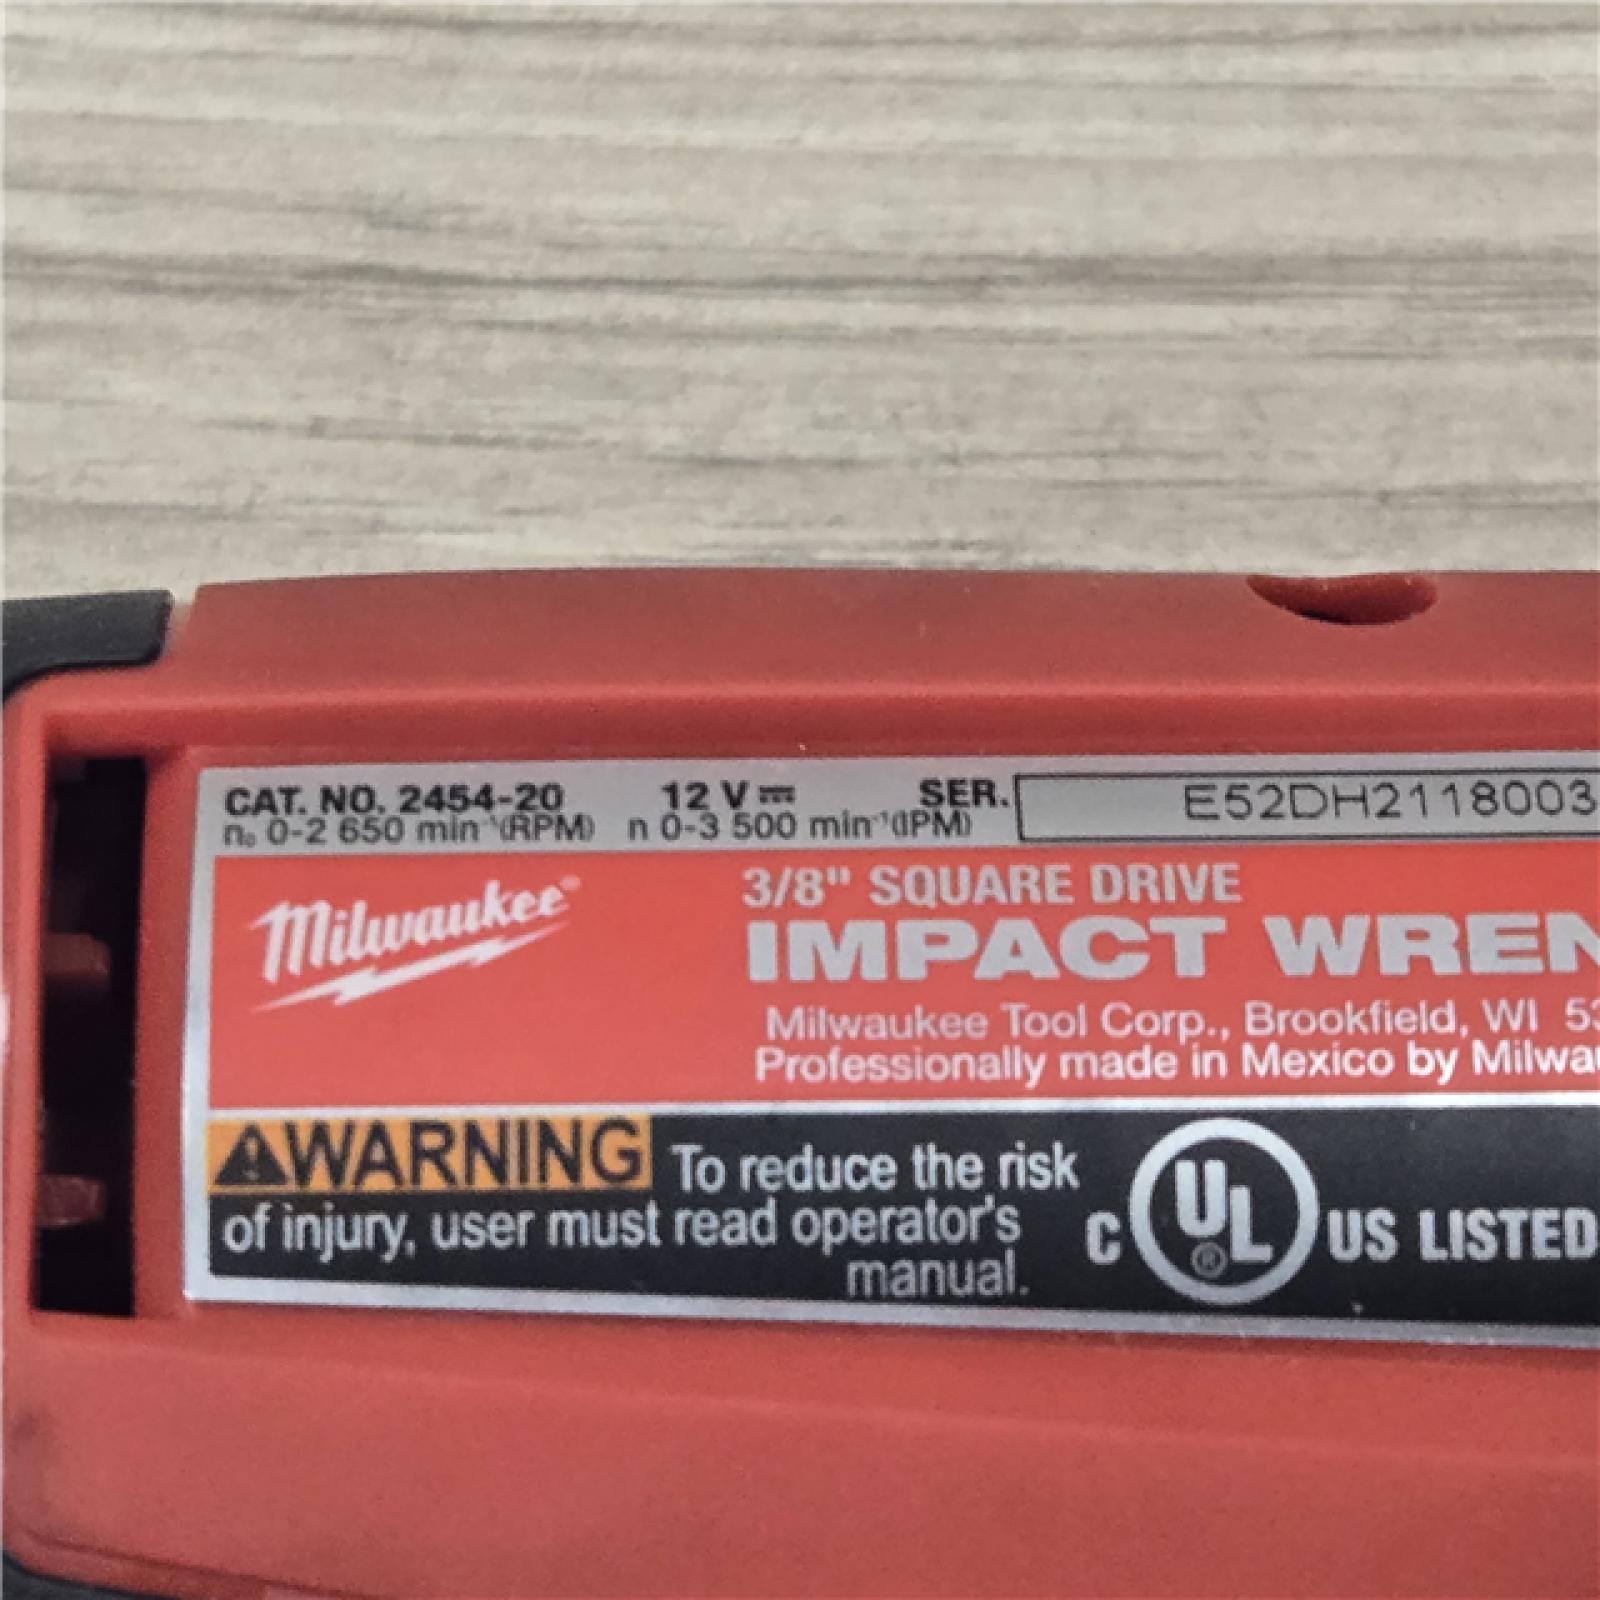 CAT. NO. 2454-20 12 V SER. E52DH2118003
n₀ 0-2 650 min⁻¹(RPM) n 0-3 500 min⁻¹(IPM)
Milwaukee®
3/8" SQUARE DRIVE
IMPACT WREN
Milwaukee Tool Corp., Brookfield, WI 53
Professionally made in Mexico by Milwau
WARNING To reduce the risk
of injury, user must read operator's
manual.
C UL® US LISTED